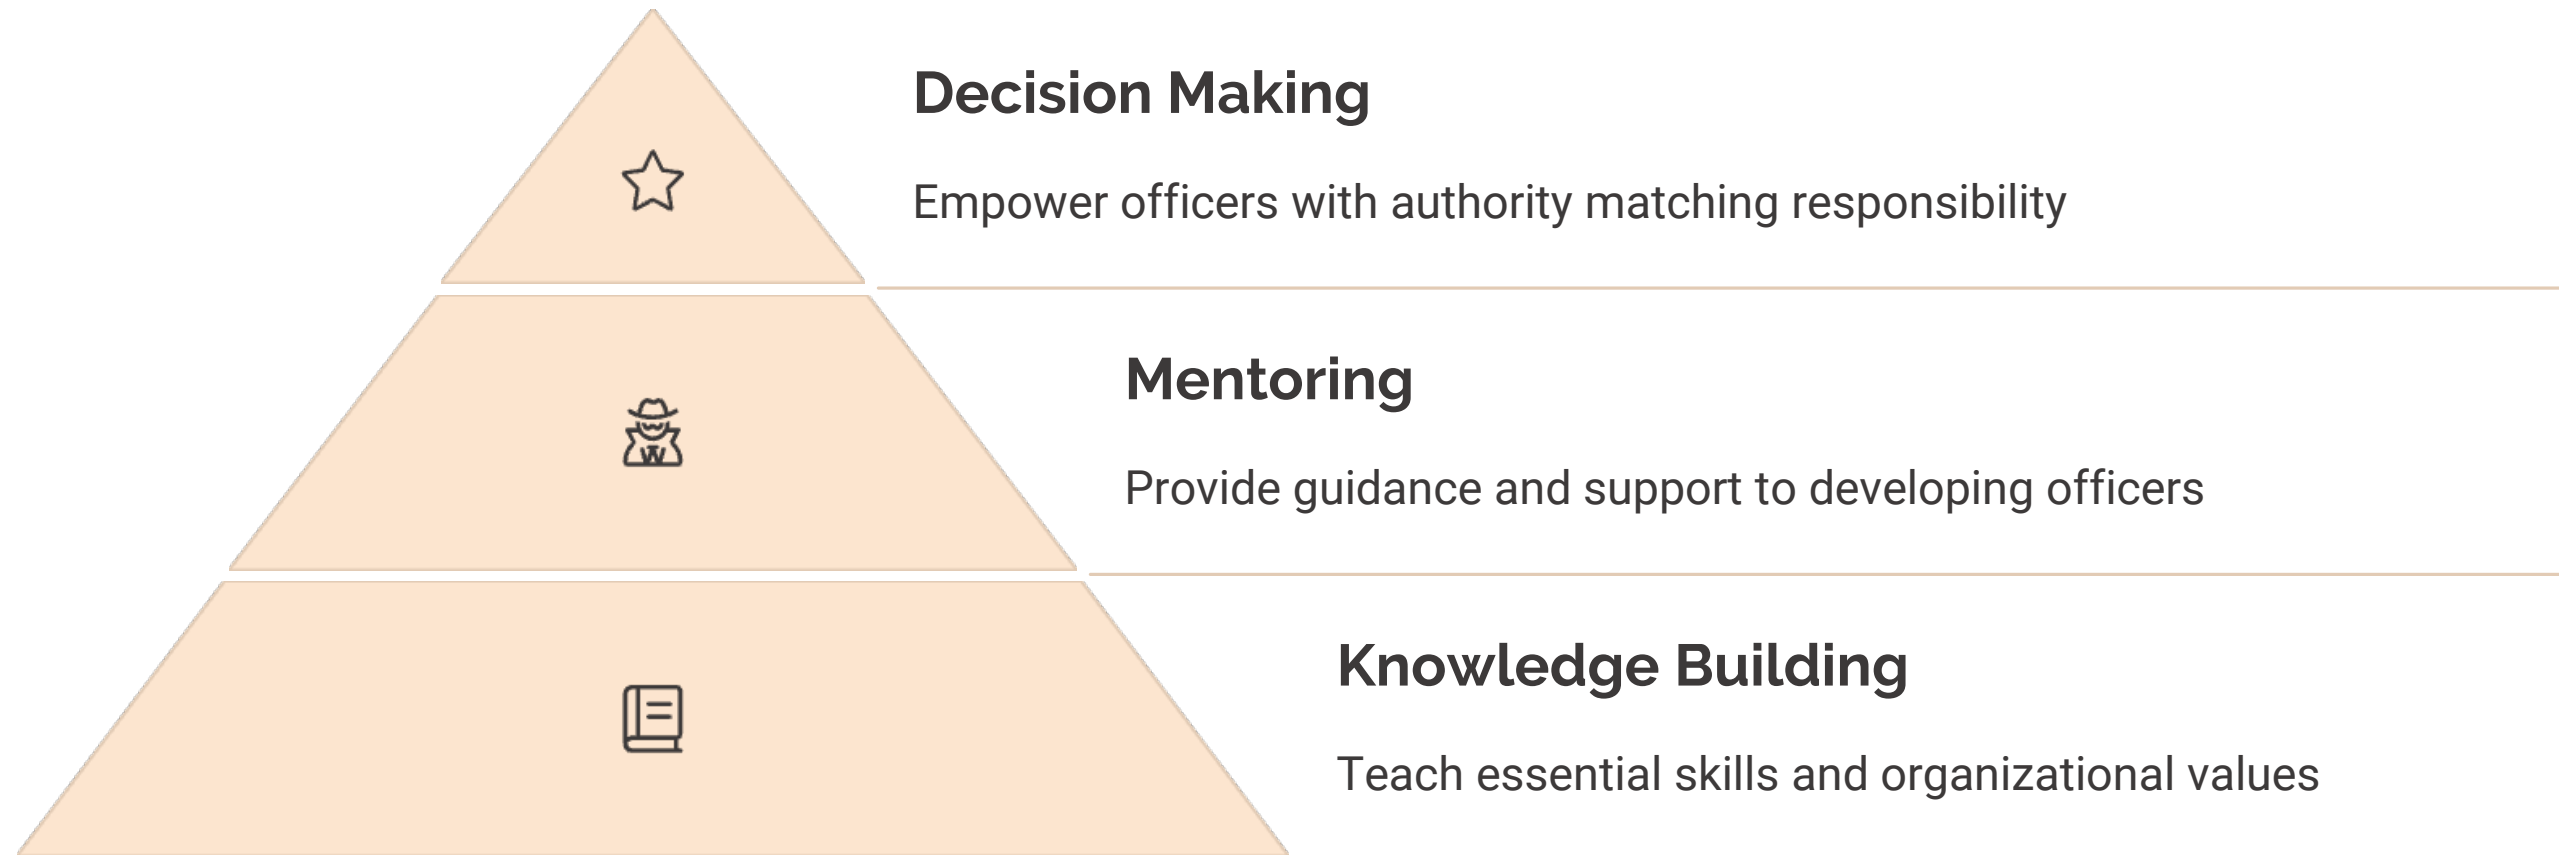 Decision Making
Empower officers with authority matching responsibility
Mentoring
W
Provide guidance and support to developing officers
Knowledge Building
Teach essential skills and organizational values